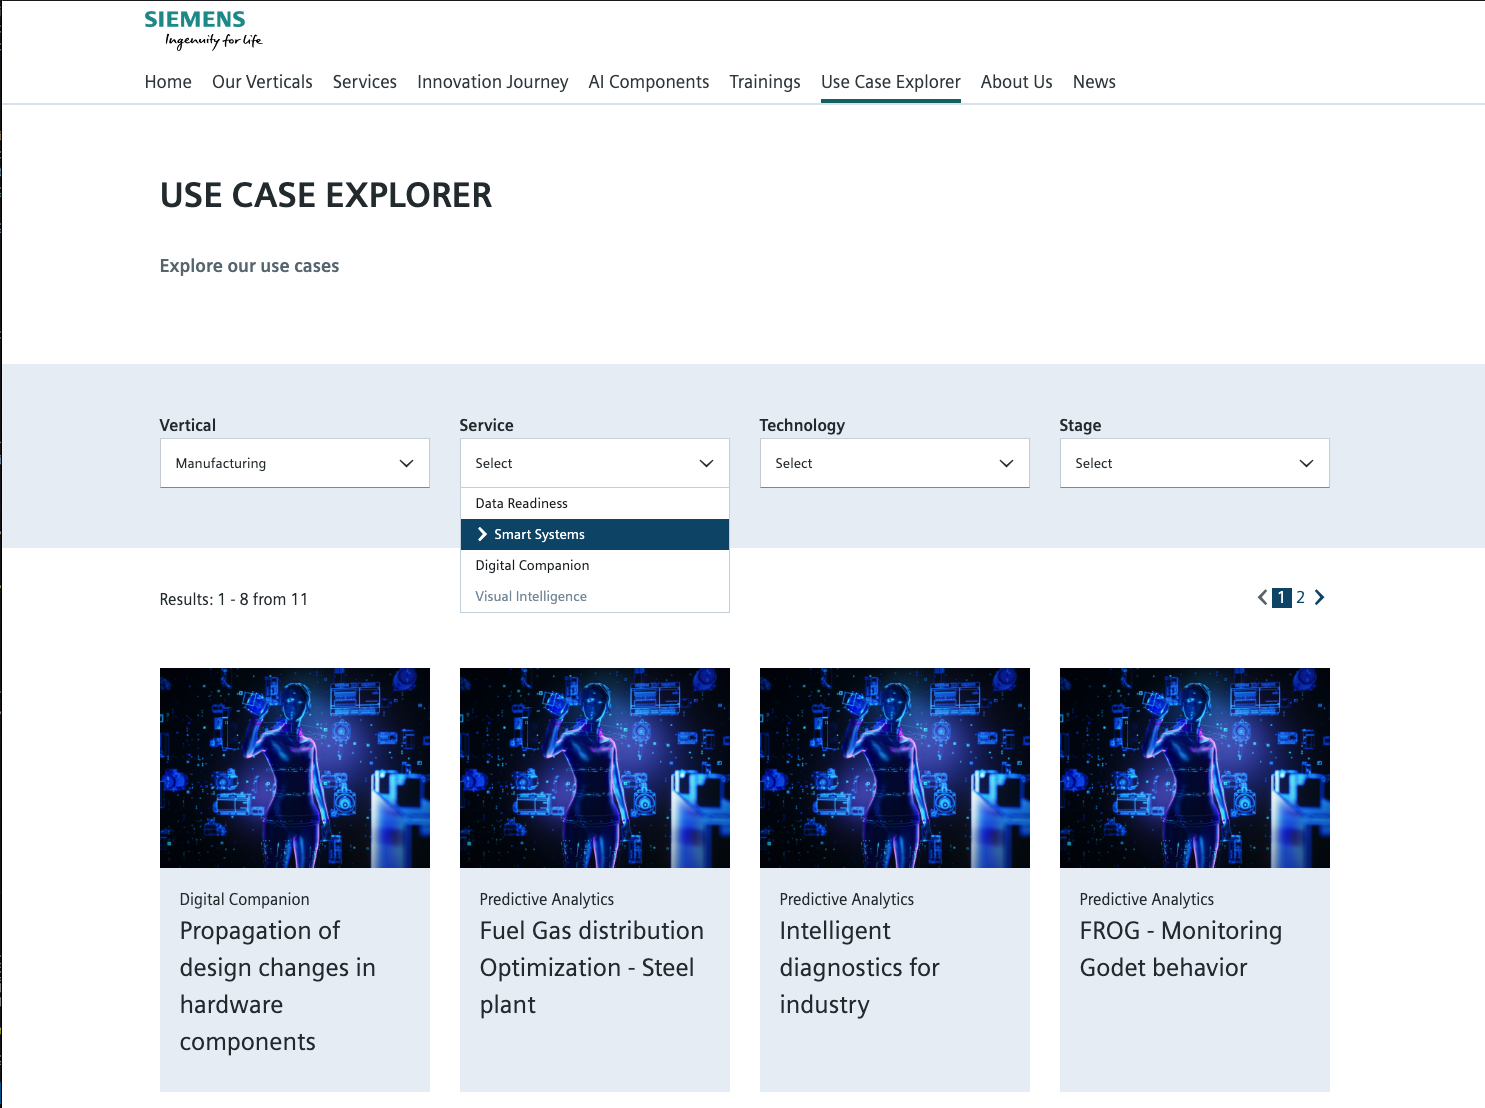 SIEMENS
Ingenuity for life
Home Our Verticals Services Innovation Journey AI Components Trainings Use Case Explorer About Us News
USE CASE EXPLORER
Explore our use cases
Vertical Service Technology Stage
Manufacturing Select Select Select
Data Readiness
Smart Systems
Digital Companion
Visual Intelligence
Results: 1 - 8 from 11
1 2
Digital Companion
Propagation of
design changes in
hardware
components
Predictive Analytics
Fuel Gas distribution
Optimization - Steel
plant
Predictive Analytics
Intelligent
diagnostics for
industry
Predictive Analytics
FROG - Monitoring
Godet behavior